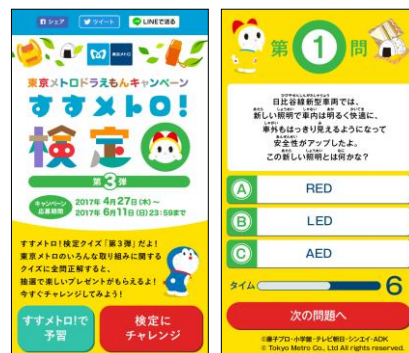 シェア
ツイート
LINEで送る
東京メトロ
東京メトロドラえもんキャンペーン
すすメトロ!
検定
第3弾
キャンペーン
応募期間
2017年 4月27日(木)〜
2017年 6月11日(日)23:59まで
すすメトロ!検定クイズ「第3弾」だよ!
東京メトロのいろんな取り組みに関する
クイズに全問正解すると、
抽選で楽しいプレゼントがもらえるよ!
今すぐチャレンジしてみよう!
すすメトロ!で
予習
検定に
チャレンジ
第1問
日比谷線新型車両では、
新しい照明で車内は明るく快適に、
車外もはっきり見えるようになって
安全性がアップしたよ。
この新しい照明とは何かな?
A RED
B LED
C AED
タイム 6
次の問題へ
©藤子プロ・小学館・テレビ朝日・シンエイ・ADK
© Tokyo Metro Co., Ltd All rights reserved.